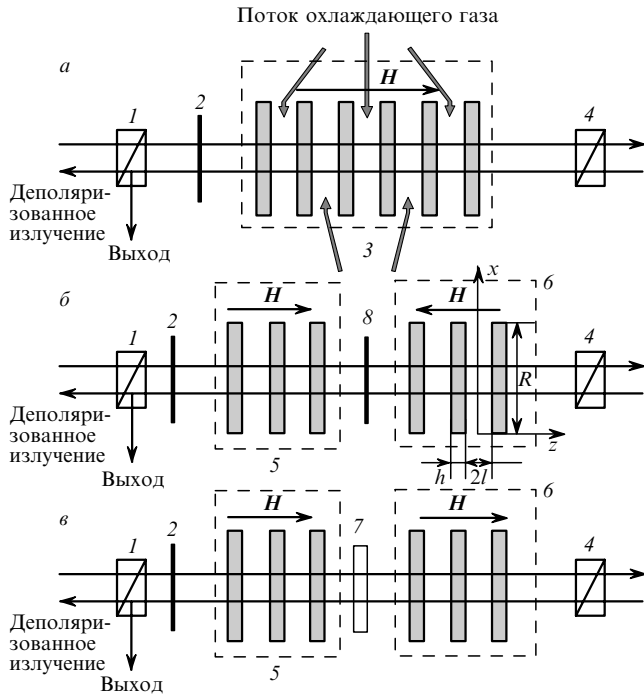 Поток охлаждающего газа
а
H
1
2
4
Деполяри-
зованное
излучение
Выход
3
б
H
H
x
6
1
2
8
4
R
Деполяри-
зованное
излучение
Выход
5
h
2l
z
в
H
H
6
1
2
7
4
Деполяри-
зованное
излучение
Выход
5